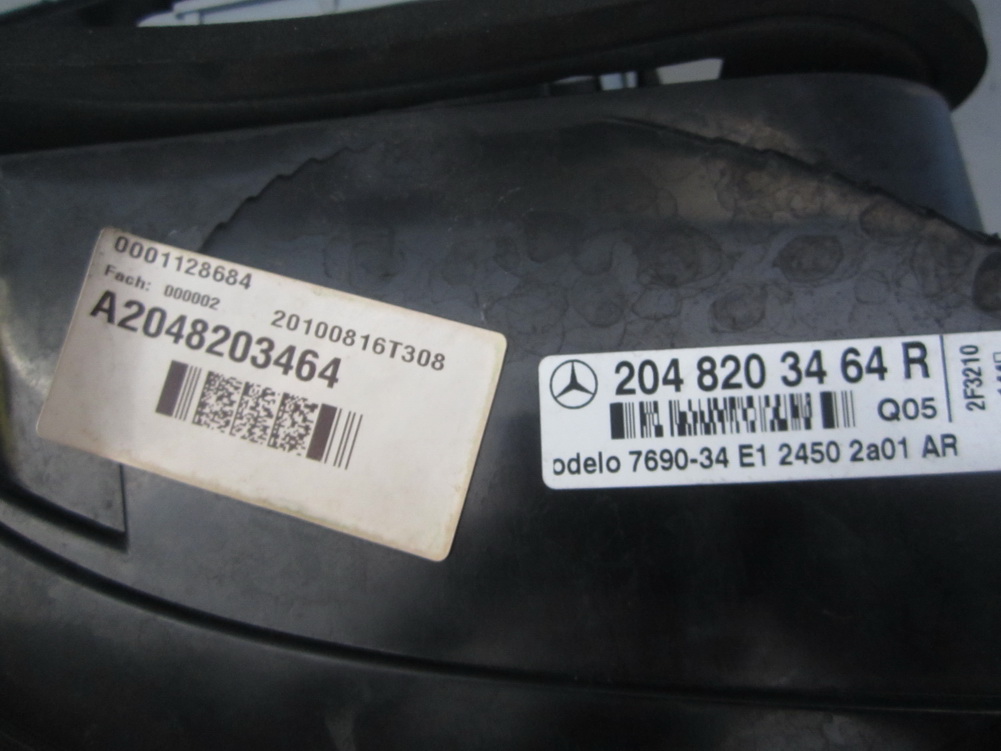 0001128684
Fach: 000002 20100816T308
A2048203464
204 820 34 64 R
Q05
2F3210
odelo 7690-34 E1 2450 2a01 AR